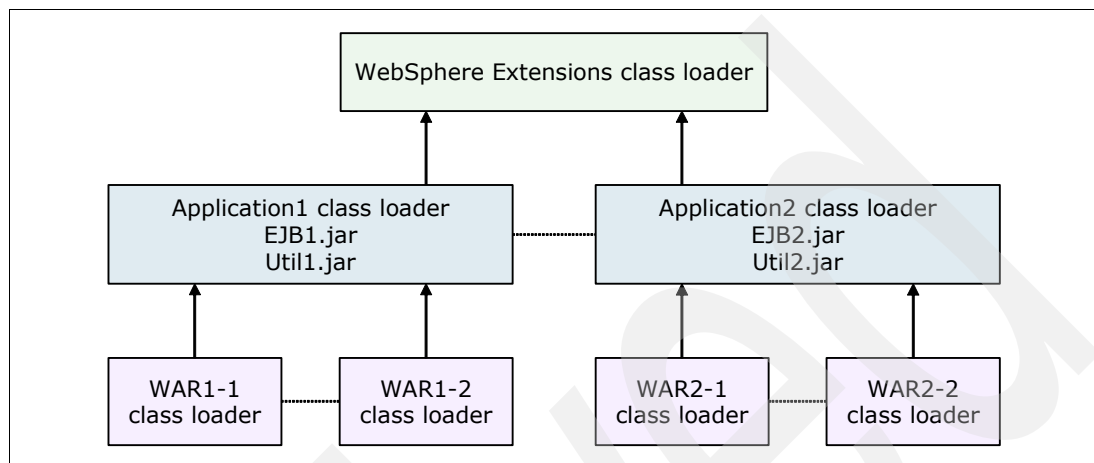 WebSphere Extensions class loader
Application1 class loader
EJB1.jar
Util1.jar
Application2 class loader
EJB2.jar
Util2.jar
WAR1-1
class loader
WAR1-2
class loader
WAR2-1
class loader
WAR2-2
class loader